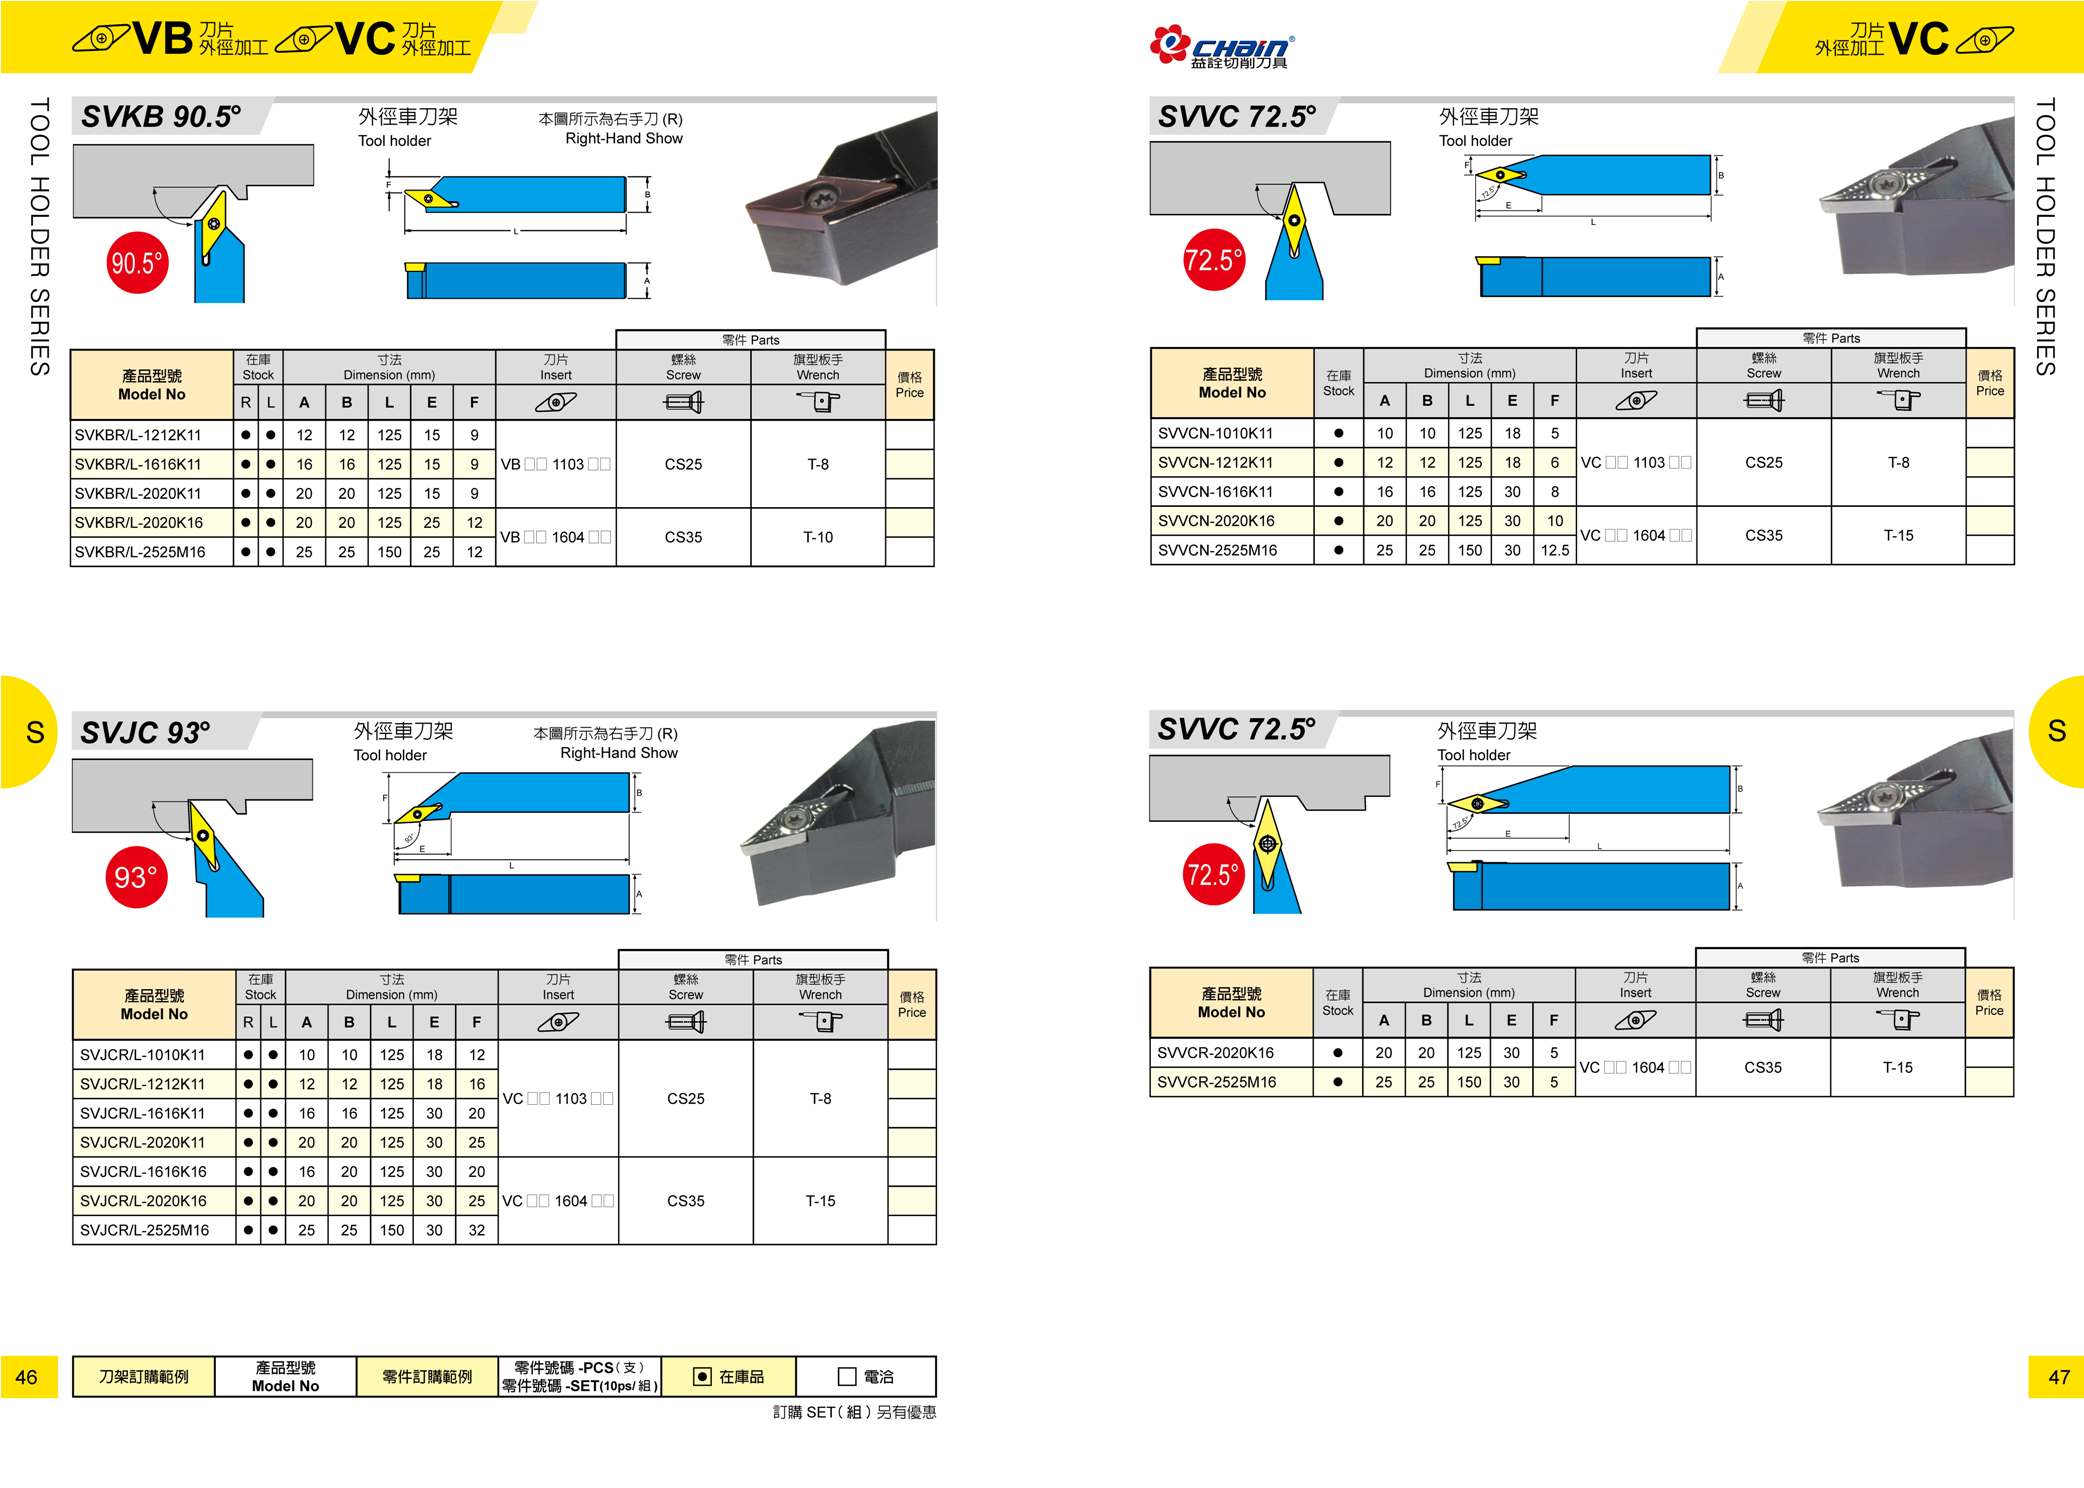 VB 刀片 外徑加工 VC 刀片 外徑加工
TOOL HOLDER SERIES
SVKB 90.5°
外徑車刀架
Tool holder
本圖所示為右手刀 (R)
Right-Hand Show
90.5°
F
B
L
A
零件 Parts
產品型號 Model No
在庫 Stock
寸法 Dimension (mm)
刀片 Insert
螺絲 Screw
旗型板手 Wrench
價格 Price
R L A B L E F
SVKBR/L-1212K11 ● ● 12 12 125 15 9
SVKBR/L-1616K11 ● ● 16 16 125 15 9 VB □□ 1103 □□ CS25 T-8
SVKBR/L-2020K11 ● ● 20 20 125 15 9
SVKBR/L-2020K16 ● ● 20 20 125 25 12
VB □□ 1604 □□ CS35 T-10
SVKBR/L-2525M16 ● ● 25 25 150 25 12
S
SVJC 93°
外徑車刀架
Tool holder
本圖所示為右手刀 (R)
Right-Hand Show
93°
F
B
93°
E
L
A
零件 Parts
產品型號 Model No
在庫 Stock
寸法 Dimension (mm)
刀片 Insert
螺絲 Screw
旗型板手 Wrench
價格 Price
R L A B L E F
SVJCR/L-1010K11 ● ● 10 10 125 18 12
SVJCR/L-1212K11 ● ● 12 12 125 18 16
VC □□ 1103 □□ CS25 T-8
SVJCR/L-1616K11 ● ● 16 16 125 30 20
SVJCR/L-2020K11 ● ● 20 20 125 30 25
SVJCR/L-1616K16 ● ● 16 20 125 30 20
SVJCR/L-2020K16 ● ● 20 20 125 30 25 VC □□ 1604 □□ CS35 T-15
SVJCR/L-2525M16 ● ● 25 25 150 30 32
46
刀架訂購範例
產品型號
Model No
零件訂購範例
零件號碼 -PCS(支)
零件號碼 -SET(10ps/ 組)
● 在庫品
□ 電洽
訂購 SET( 組 ) 另有優惠
eCHain®
益詮切削刀具
刀片 外徑加工 VC
TOOL HOLDER SERIES
SVVC 72.5°
外徑車刀架
Tool holder
72.5°
F
B
72.5°
E
L
A
零件 Parts
產品型號 Model No
在庫 Stock
寸法 Dimension (mm)
刀片 Insert
螺絲 Screw
旗型板手 Wrench
價格 Price
A B L E F
SVVCN-1010K11 ● 10 10 125 18 5
SVVCN-1212K11 ● 12 12 125 18 6 VC □□ 1103 □□ CS25 T-8
SVVCN-1616K11 ● 16 16 125 30 8
SVVCN-2020K16 ● 20 20 125 30 10
VC □□ 1604 □□ CS35 T-15
SVVCN-2525M16 ● 25 25 150 30 12.5
S
SVVC 72.5°
外徑車刀架
Tool holder
72.5°
F
B
72.5°
E
L
A
零件 Parts
產品型號 Model No
在庫 Stock
寸法 Dimension (mm)
刀片 Insert
螺絲 Screw
旗型板手 Wrench
價格 Price
A B L E F
SVVCR-2020K16 ● 20 20 125 30 5
VC □□ 1604 □□ CS35 T-15
SVVCR-2525M16 ● 25 25 150 30 5
47